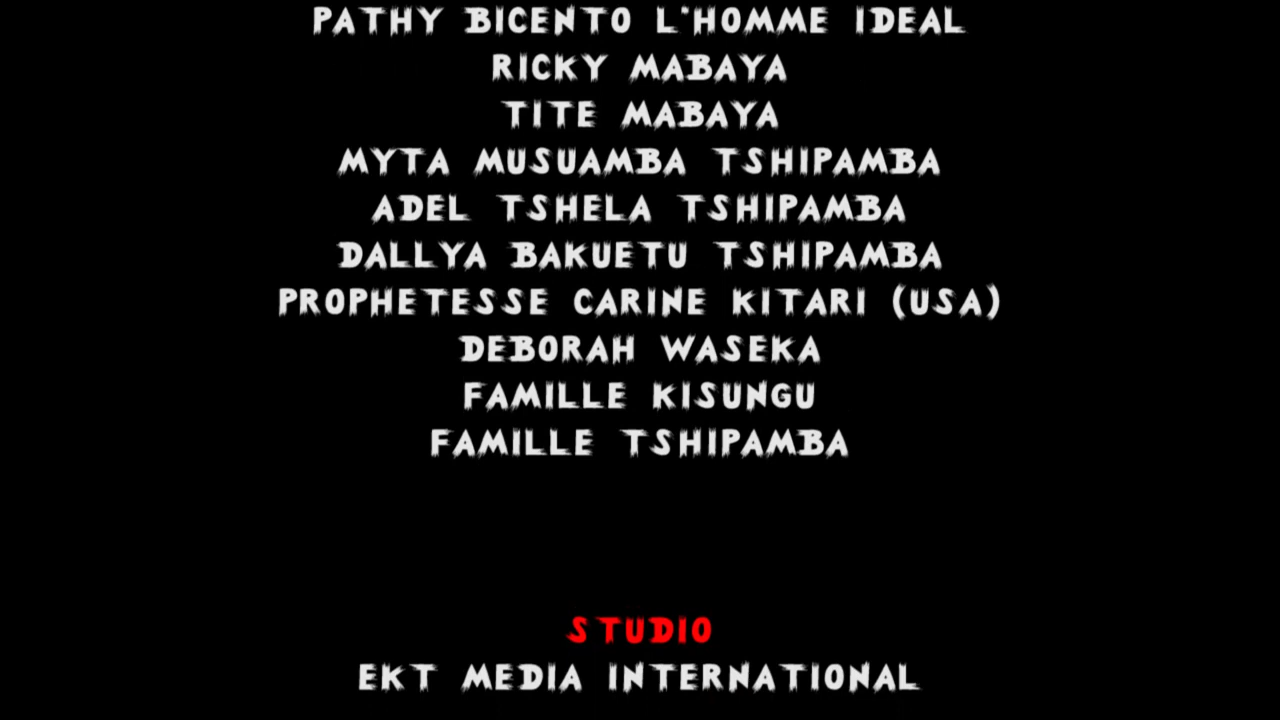 PATHY BICENTO L'HOMME IDEAL
RICKY MABAYA
TITE MABAYA
MYTA MUSUAMBA TSHIPAMBA
ADEL TSHELA TSHIPAMBA
DALLYA BAKUETU TSHIPAMBA
PROPHETESSE CARINE KITARI (USA)
DEBORAH WASEKA
FAMILLE KISUNGU
FAMILLE TSHIPAMBA
STUDIO
EKT MEDIA INTERNATIONAL